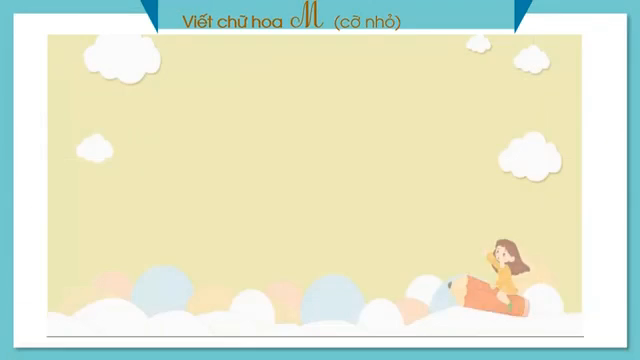 Viết chữ hoa M (cỡ nhỏ)